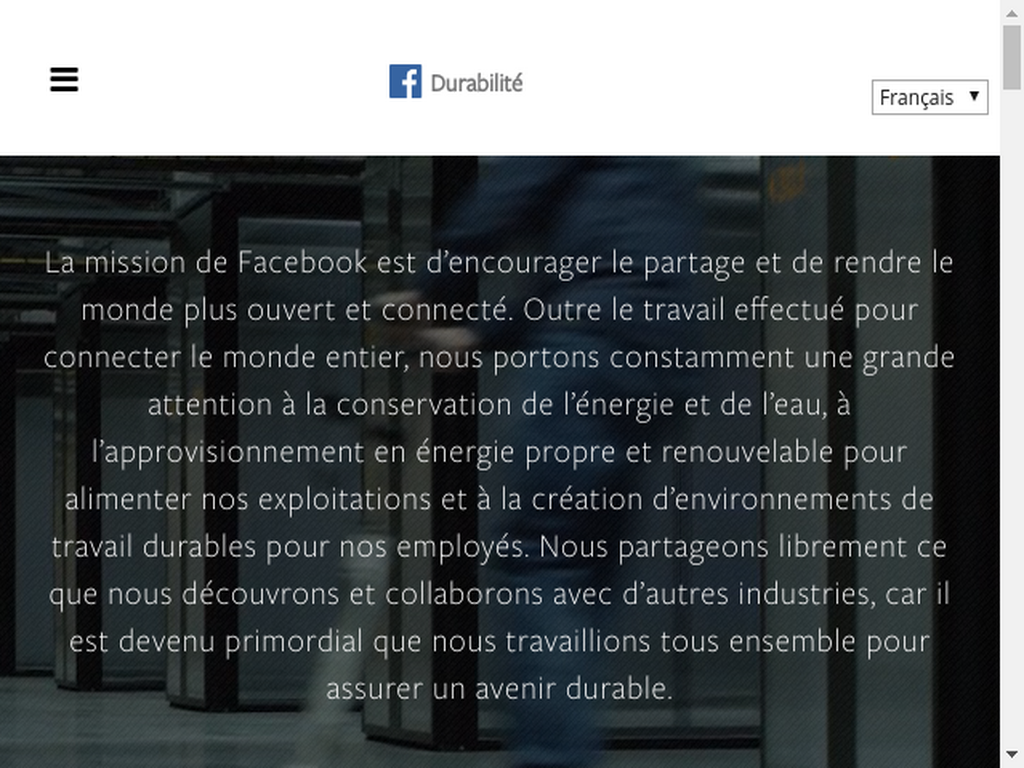 Durabilité
Français
La mission de Facebook est d’encourager le partage et de rendre le
monde plus ouvert et connecté. Outre le travail effectué pour
connecter le monde entier, nous portons constamment une grande
attention à la conservation de l’énergie et de l’eau, à
l’approvisionnement en énergie propre et renouvelable pour
alimenter nos exploitations et à la création d’environnements de
travail durables pour nos employés. Nous partageons librement ce
que nous découvrons et collaborons avec d’autres industries, car il
est devenu primordial que nous travaillions tous ensemble pour
assurer un avenir durable.